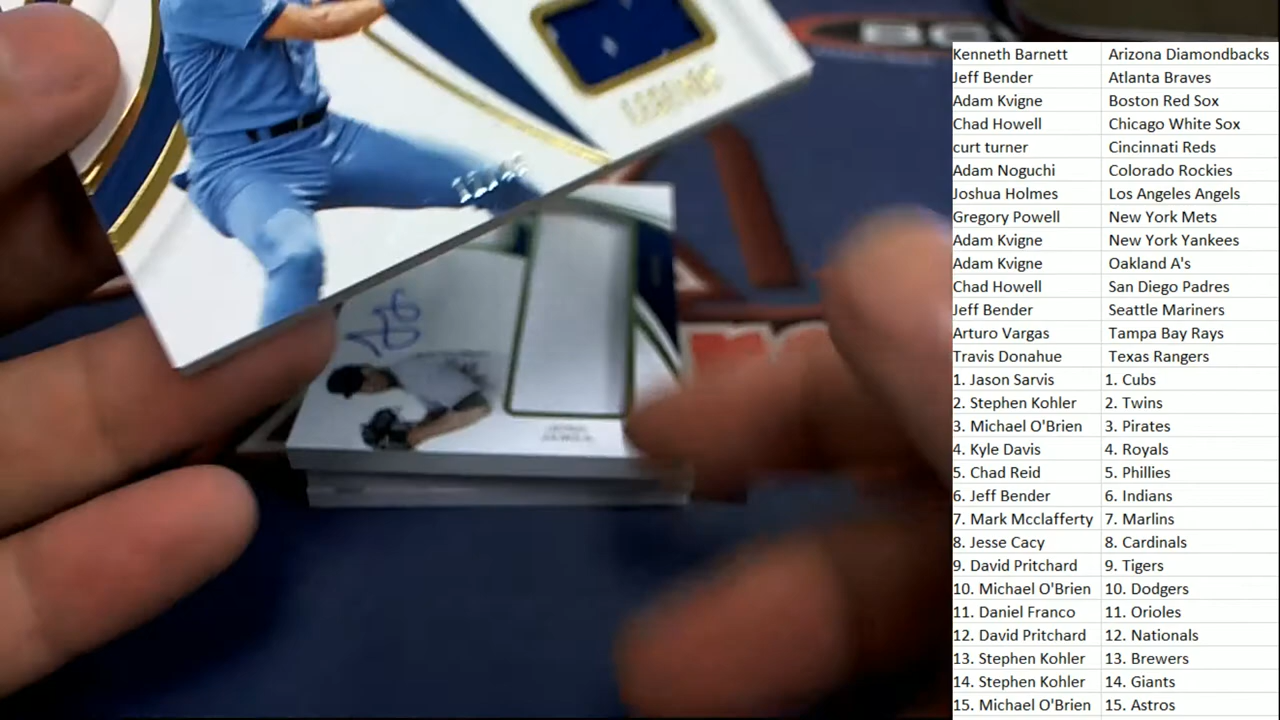 LEGENDS
Kenneth Barnett Arizona Diamondbacks
Jeff Bender Atlanta Braves
Adam Kvigne Boston Red Sox
Chad Howell Chicago White Sox
curt turner Cincinnati Reds
Adam Noguchi Colorado Rockies
Joshua Holmes Los Angeles Angels
Gregory Powell New York Mets
Adam Kvigne New York Yankees
Adam Kvigne Oakland A's
Chad Howell San Diego Padres
Jeff Bender Seattle Mariners
Arturo Vargas Tampa Bay Rays
Travis Donahue Texas Rangers
1. Jason Sarvis 1. Cubs
2. Stephen Kohler 2. Twins
3. Michael O'Brien 3. Pirates
4. Kyle Davis 4. Royals
5. Chad Reid 5. Phillies
6. Jeff Bender 6. Indians
7. Mark Mcclafferty 7. Marlins
8. Jesse Cacy 8. Cardinals
9. David Pritchard 9. Tigers
10. Michael O'Brien 10. Dodgers
11. Daniel Franco 11. Orioles
12. David Pritchard 12. Nationals
13. Stephen Kohler 13. Brewers
14. Stephen Kohler 14. Giants
15. Michael O'Brien 15. Astros